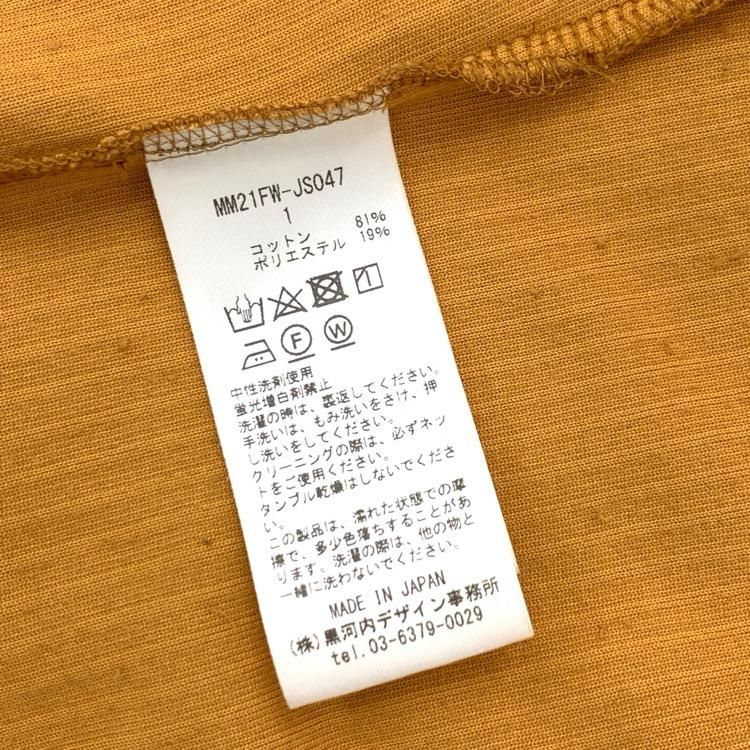 MM21FW-JS047
1
コットン 81%
ポリエステル 19%
F W
中性洗剤使用
蛍光増白剤禁止
洗濯の時は、裏返してください。
手洗いは、もみ洗いをさけ、押
し洗いをしてください。
クリーニングの際は、必ずネッ
トをご使用ください。
タンブル乾燥はしないでくださ
い。
この製品は、濡れた状態での摩
擦で、多少色落ちすることがあ
ります。洗濯の際は、他の物と
一緒に洗わないでください。
MADE IN JAPAN
(株)黒河内デザイン事務所
tel.03-6379-0029